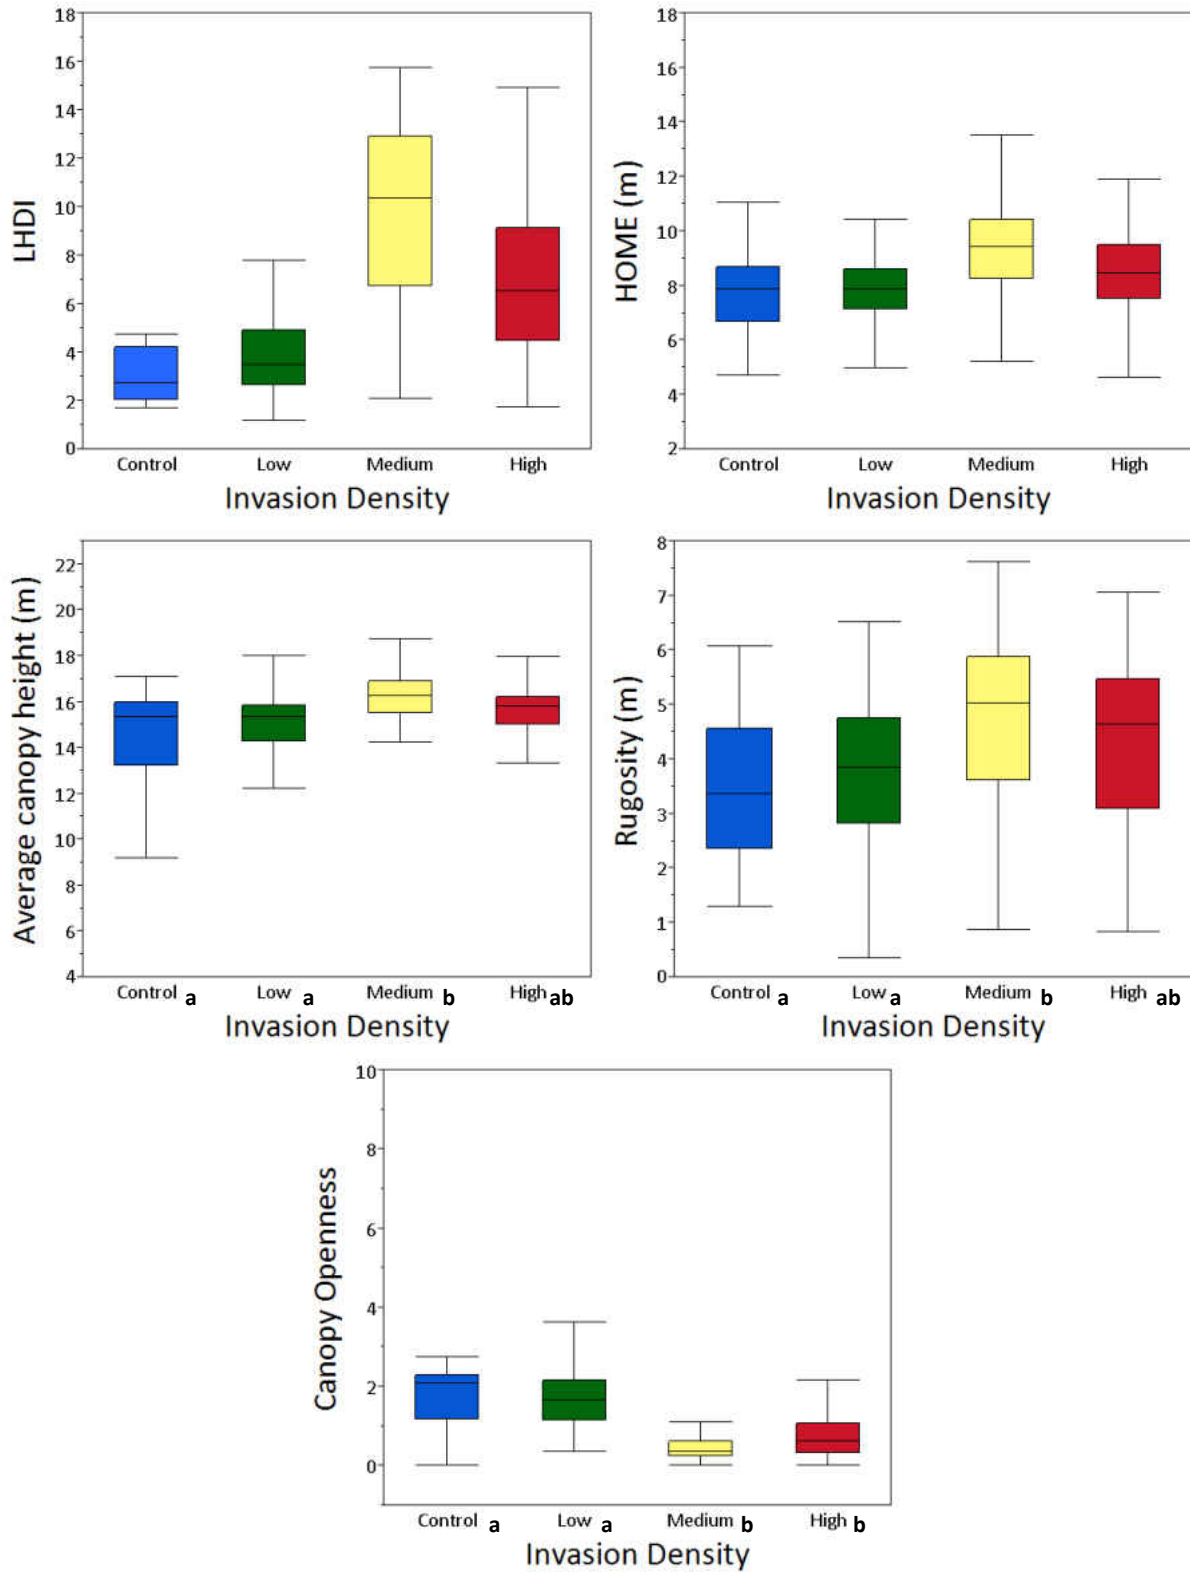 LHDI
18
16
14
12
10
8
6
4
2
0
Control Low Medium High
Invasion Density
HOME (m)
18
16
14
12
10
8
6
4
2
Control Low Medium High
Invasion Density
Average canopy height (m)
22
20
18
16
14
12
10
8
6
4
Control a Low a Medium b High ab
Invasion Density
Rugosity (m)
8
7
6
5
4
3
2
1
0
Control a Low a Medium b High ab
Invasion Density
Canopy Openness
10
8
6
4
2
0
Control a Low a Medium b High b
Invasion Density